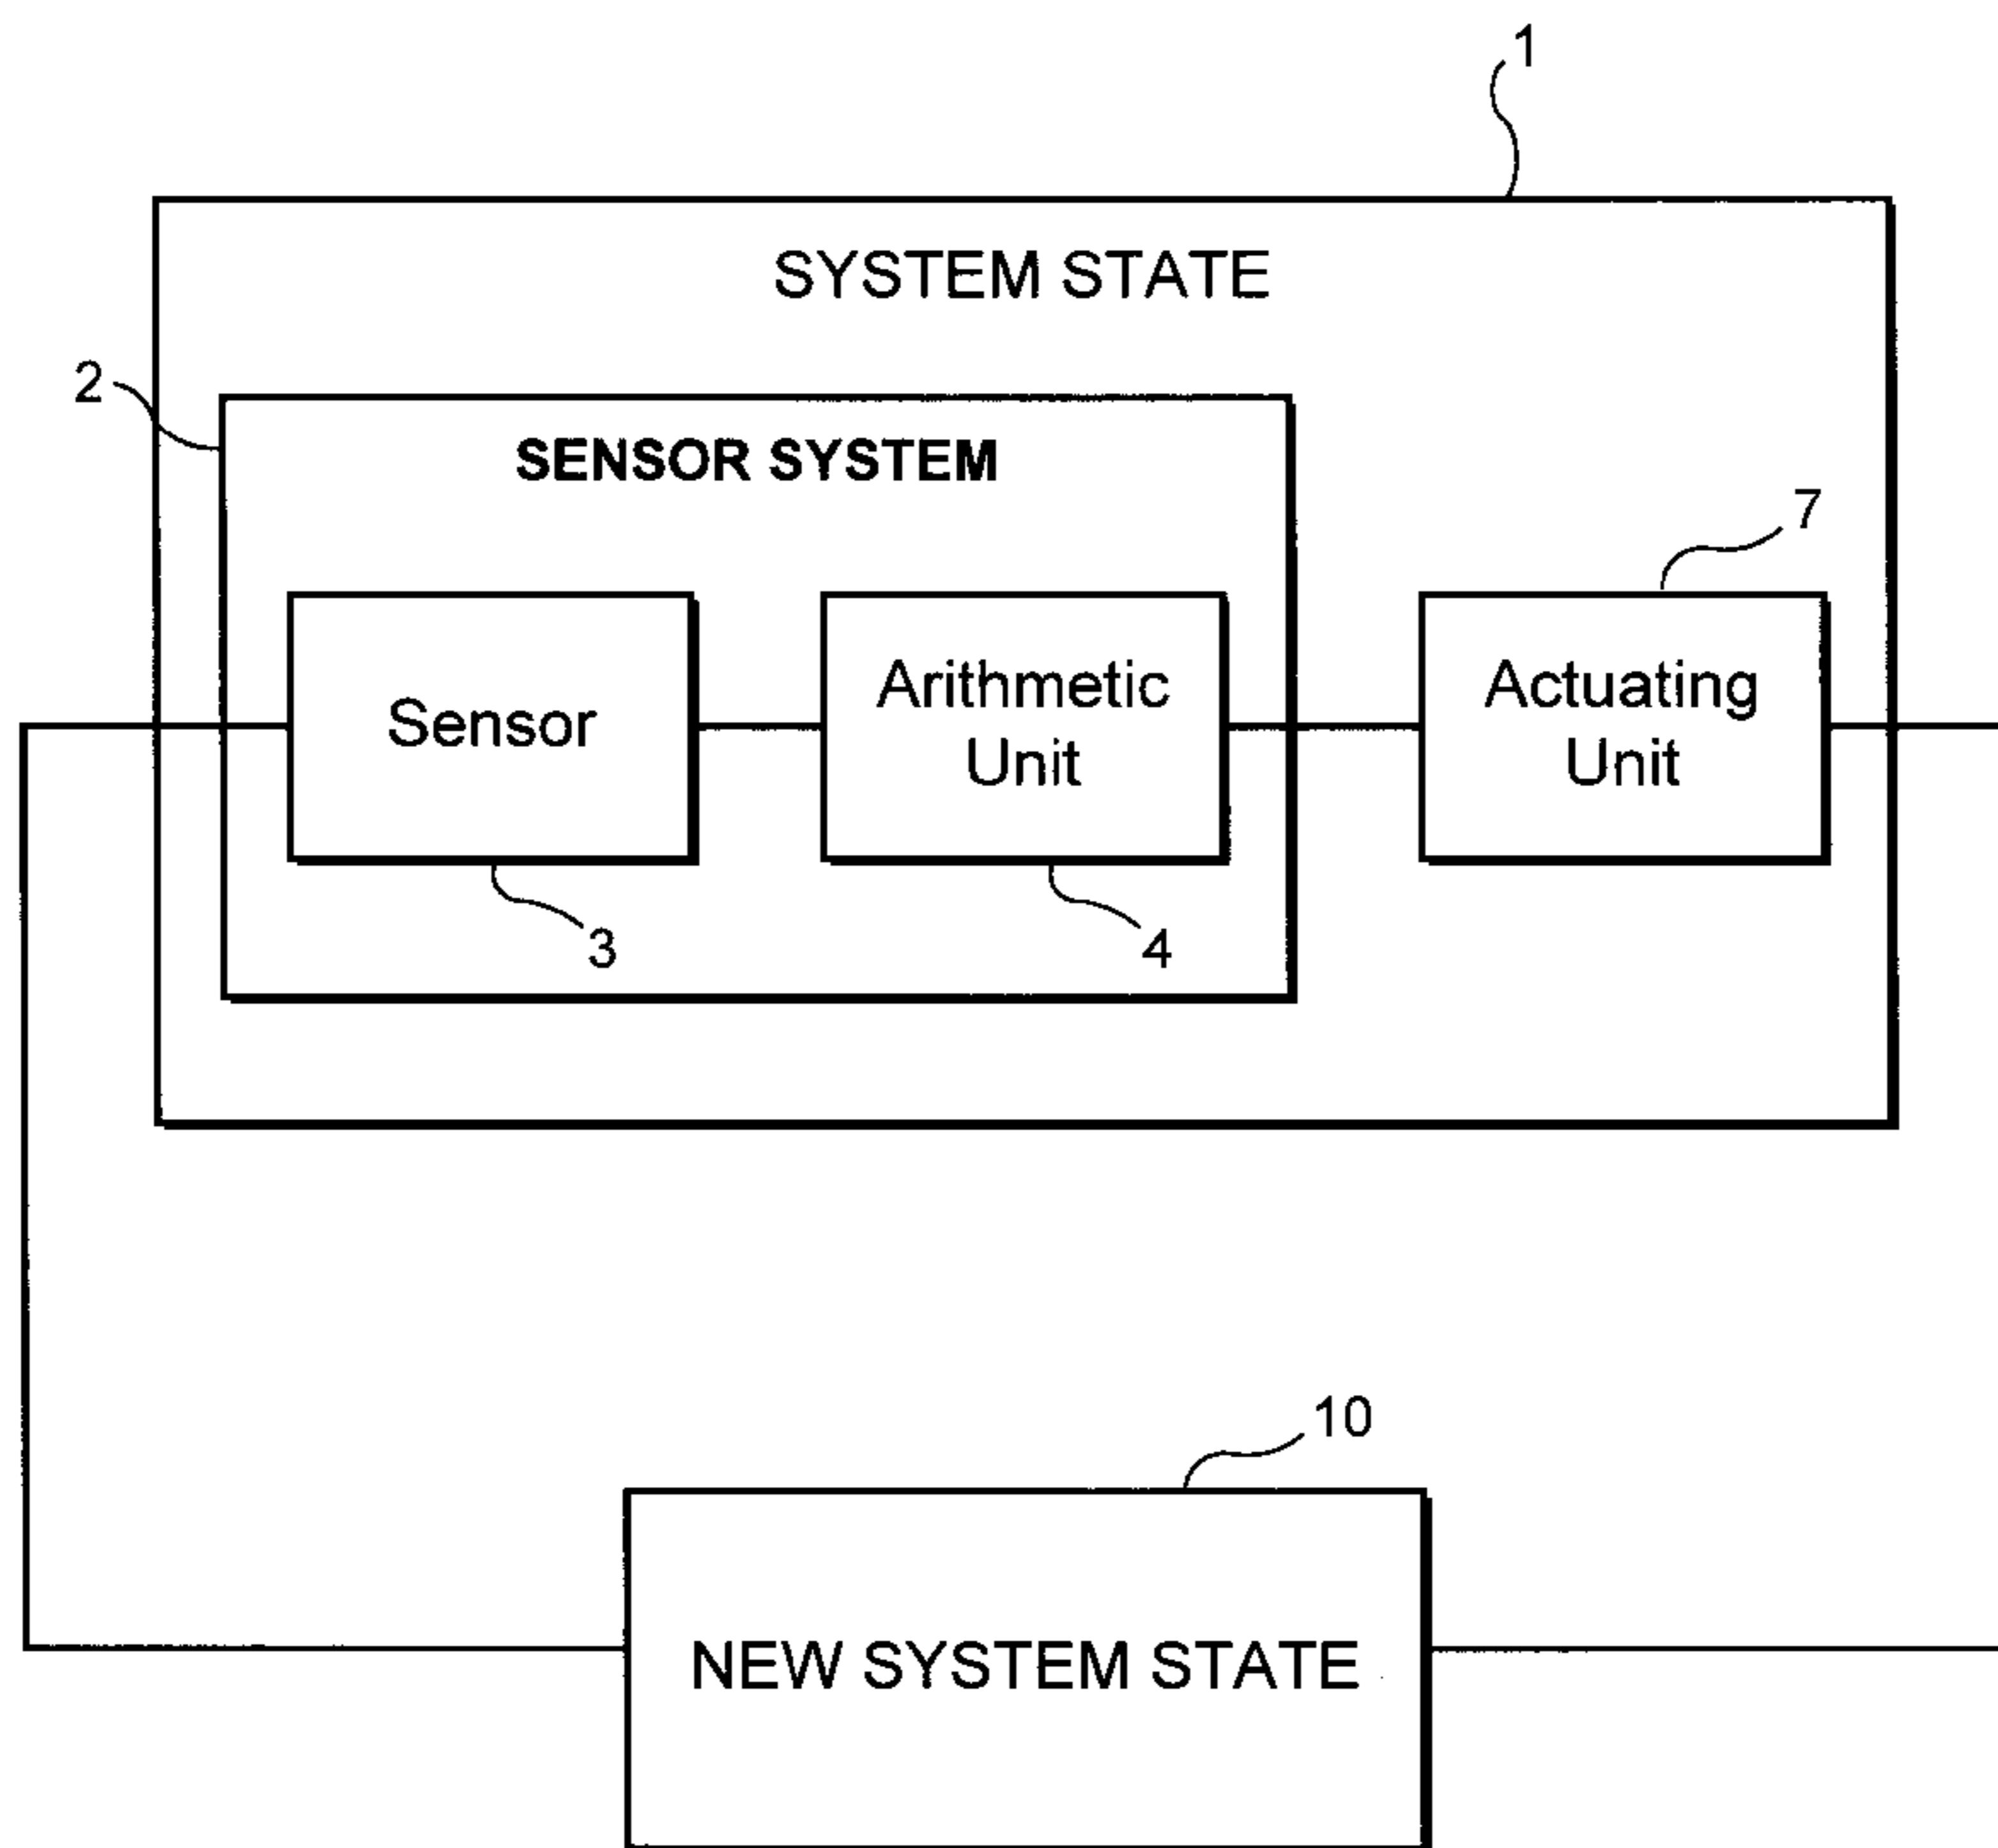 1
SYSTEM STATE
2
SENSOR SYSTEM
7
Sensor
Arithmetic
Unit
Actuating
Unit
3
4
10
NEW SYSTEM STATE